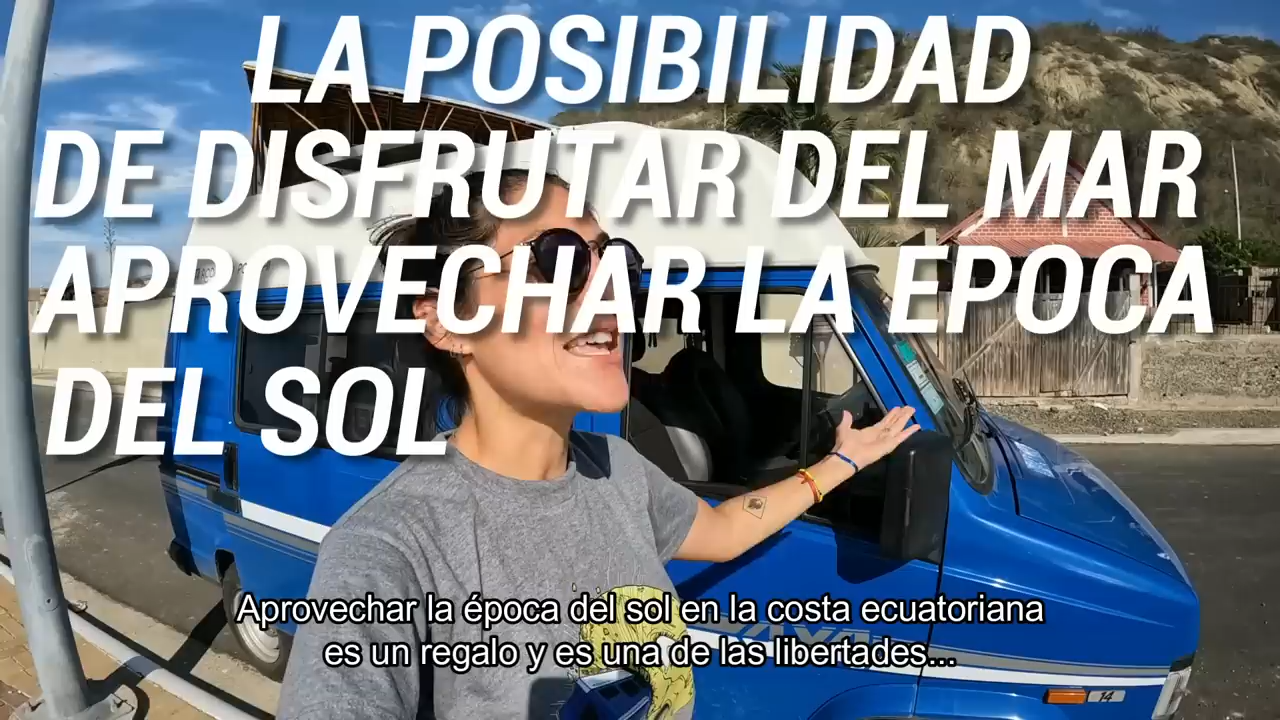 LA POSIBILIDAD
DE DISFRUTAR DEL MAR
APROVECHAR LA EPOCA
DEL SOL
Aprovechar la época del sol en la costa ecuatoriana
es un regalo y es una de las libertades...
14